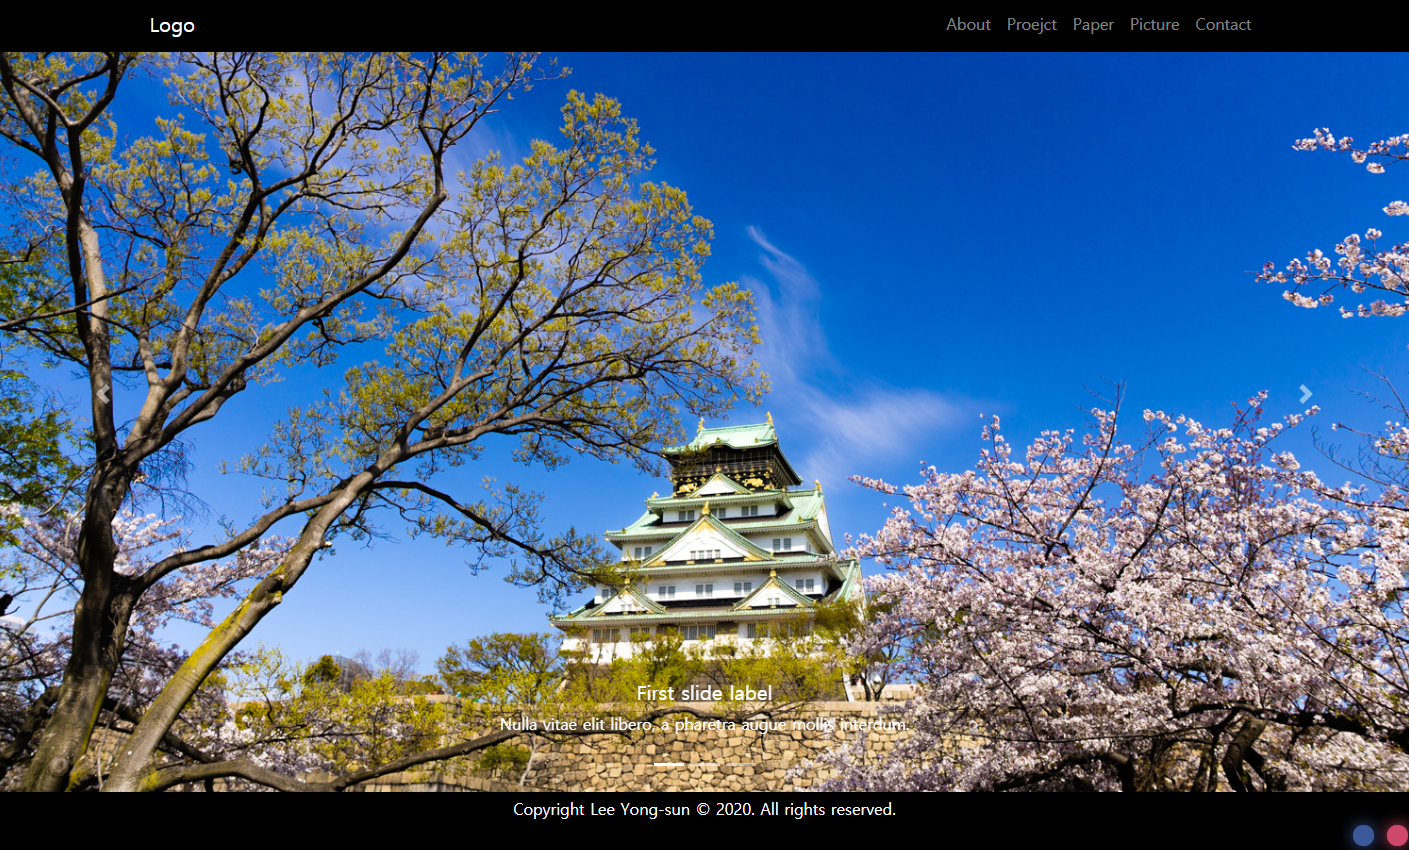 Logo
About Proejct Paper Picture Contact
First slide label
Nulla vitae elit libero, a pharetra augue mollis interdum.
Copyright Lee Yong-sun © 2020. All rights reserved.